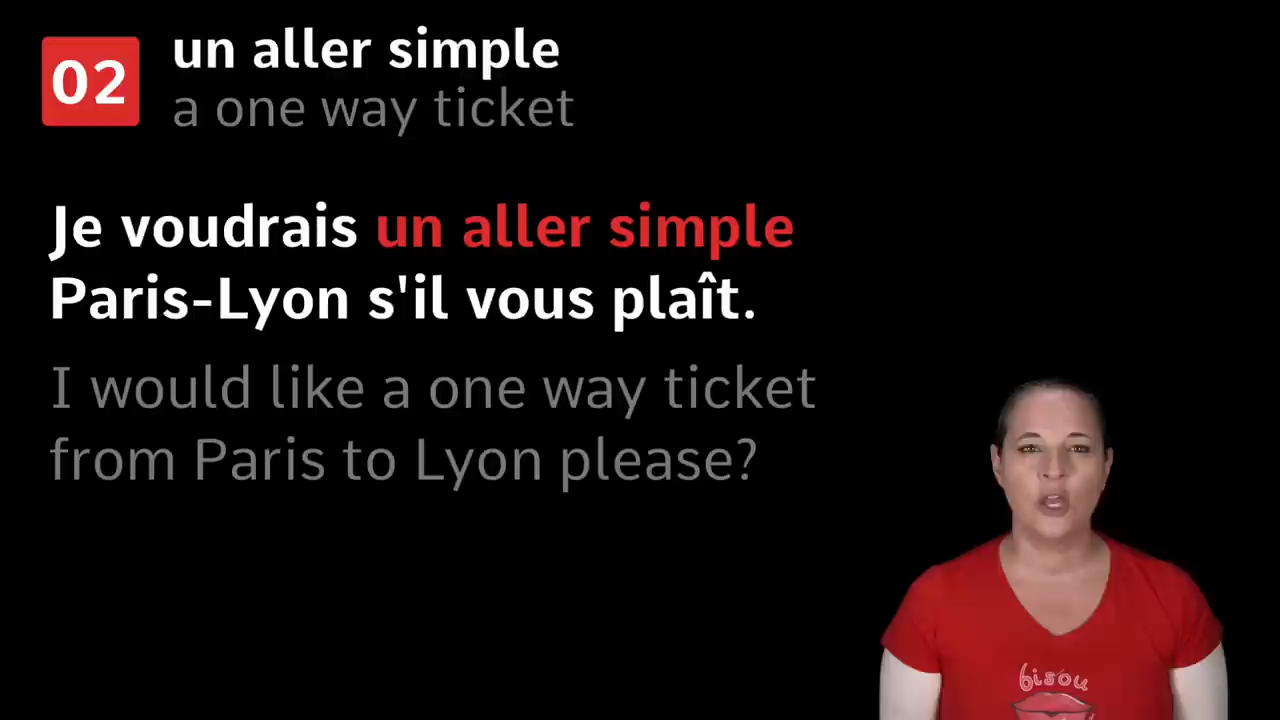 02
un aller simple
a one way ticket
Je voudrais un aller simple
Paris-Lyon s'il vous plaît.
I would like a one way ticket
from Paris to Lyon please?
bisou